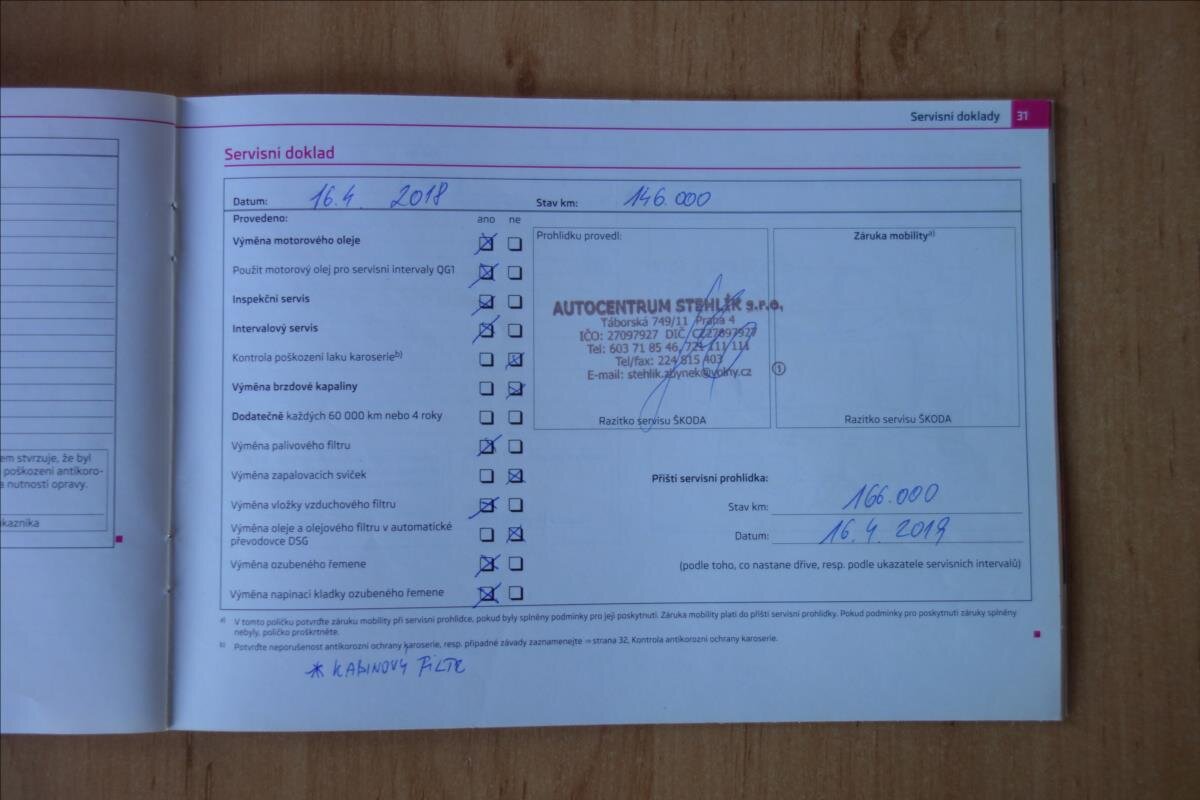 Servisní doklady 31
Servisní doklad
Datum: 16.4. 2018 Stav km: 146.000
Provedeno: ano ne
Výměna motorového oleje
Použit motorový olej pro servisní intervaly QG1
Inspekční servis
Intervalový servis
Kontrola poškození laku karoserie b)
Výměna brzdové kapaliny
Dodatečně každých 60 000 km nebo 4 roky
Výměna palivového filtru
Výměna zapalovacích svíček
Výměna vložky vzduchového filtru
Výměna oleje a olejového filtru v automatické
převodovce DSG
Výměna ozubeného řemene
Výměna napínací kladky ozubeného řemene
Prohlídku provedl:
AUTOCENTRUM STEHLÍK s.r.o.
Táborská 749/11 Praha 4
IČO: 27097927 DIČ CZ27097927
Tel: 603 71 85 46, 721 111 111
Tel/fax: 224 815 403
E-mail: stehlik.zbynek@volny.cz
Razítko servisu ŠKODA
Záruka mobility a)
1
Razítko servisu ŠKODA
Příští servisní prohlídka:
Stav km: 166.000
Datum: 16.4.2019
(podle toho, co nastane dříve, resp. podle ukazatele servisních intervalů)
a) V tomto políčku potvrďte záruku mobility při servisní prohlídce, pokud byly splněny podmínky pro její poskytnutí. Záruka mobility platí do příští servisní prohlídky. Pokud podmínky pro poskytnutí záruky splněny
nebyly, políčko proškrtněte.
b) Potvrďte neporušenost antikorozní ochrany karoserie, resp. případné závady zaznamenejte ⇒ strana 32, Kontrola antikorozní ochrany karoserie.
* KABINOVÝ FILTR
em stvrzuje, že byl
poškození antikoro-
a nutností opravy.
ákazníka